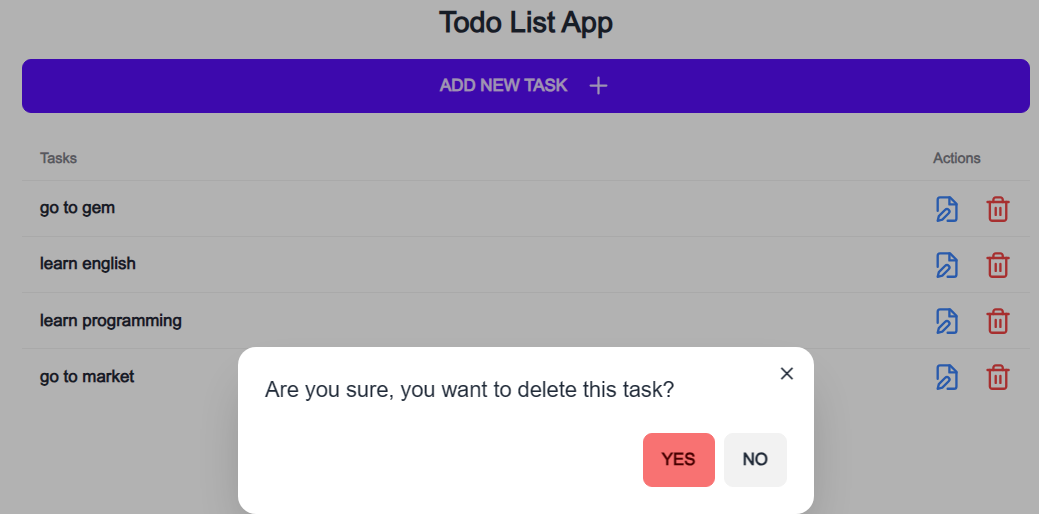 Todo List App
ADD NEW TASK
Tasks Actions
go to gem
learn english
learn programming
go to market
Are you sure, you want to delete this task?
YES NO